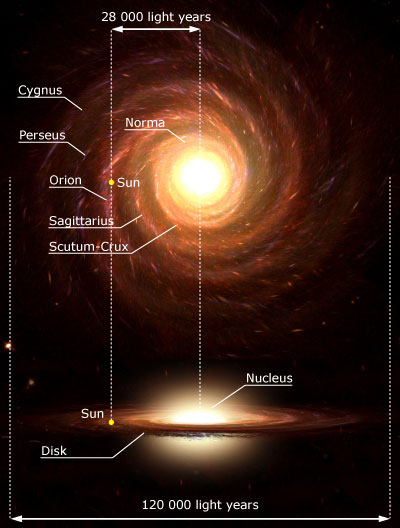 28 000 light years
Cygnus
Norma
Perseus
Orion
Sun
Sagittarius
Scutum-Crux
Nucleus
Sun
Disk
120 000 light years